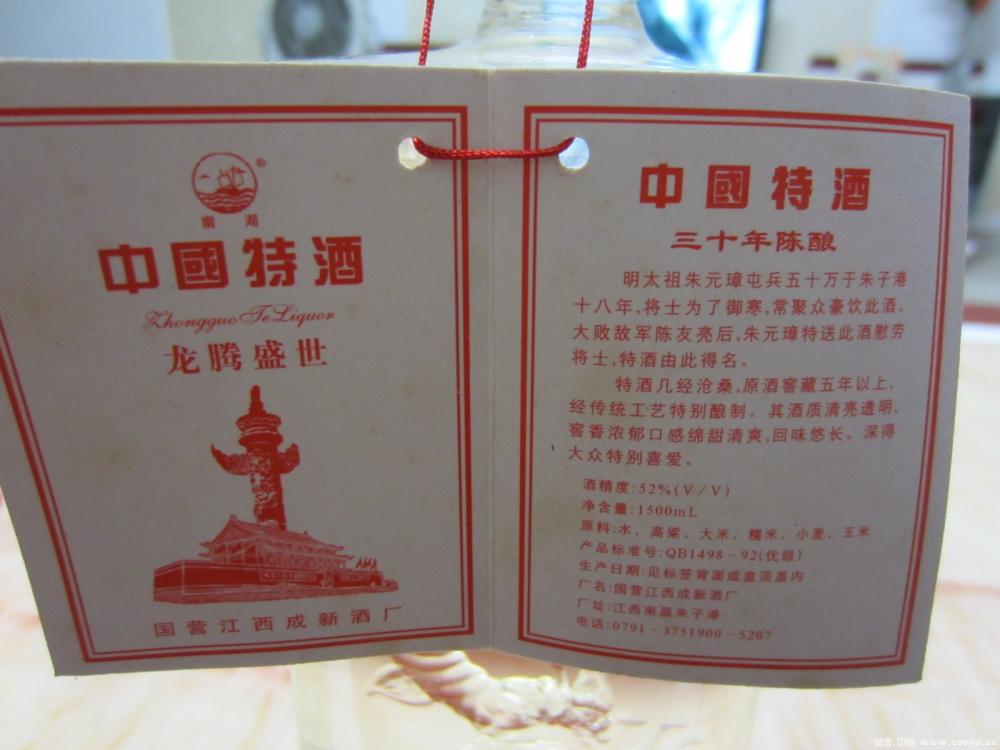 ®
南湖
中國特酒
Zhongguo Te Liquor
龙腾盛世
国营江西成新酒厂
中國特酒
三十年陈酿
明太祖朱元璋屯兵五十万于朱子港
十八年,将士为了御寒,常聚众豪饮此酒。
大败敌军陈友亮后,朱元璋特送此酒慰劳
将士,特酒由此得名。
特酒几经沧桑,原酒窖藏五年以上,
经传统工艺特别酿制。其酒质清亮透明,
窖香浓郁口感绵甜清爽,回味悠长。深得
大众特别喜爱。
酒精度:52%(V/V)
净含量:1500mL
原料:水、高粱、大米、糯米、小麦、玉米
产品标准号:QB1498-92(优级)
生产日期:见标签背面或盒顶盖内
厂名:国营江西成新酒厂
厂址:江西南昌朱子港
电话:0791-3751900-5207
淘酒.中国 www.taojiu.cc